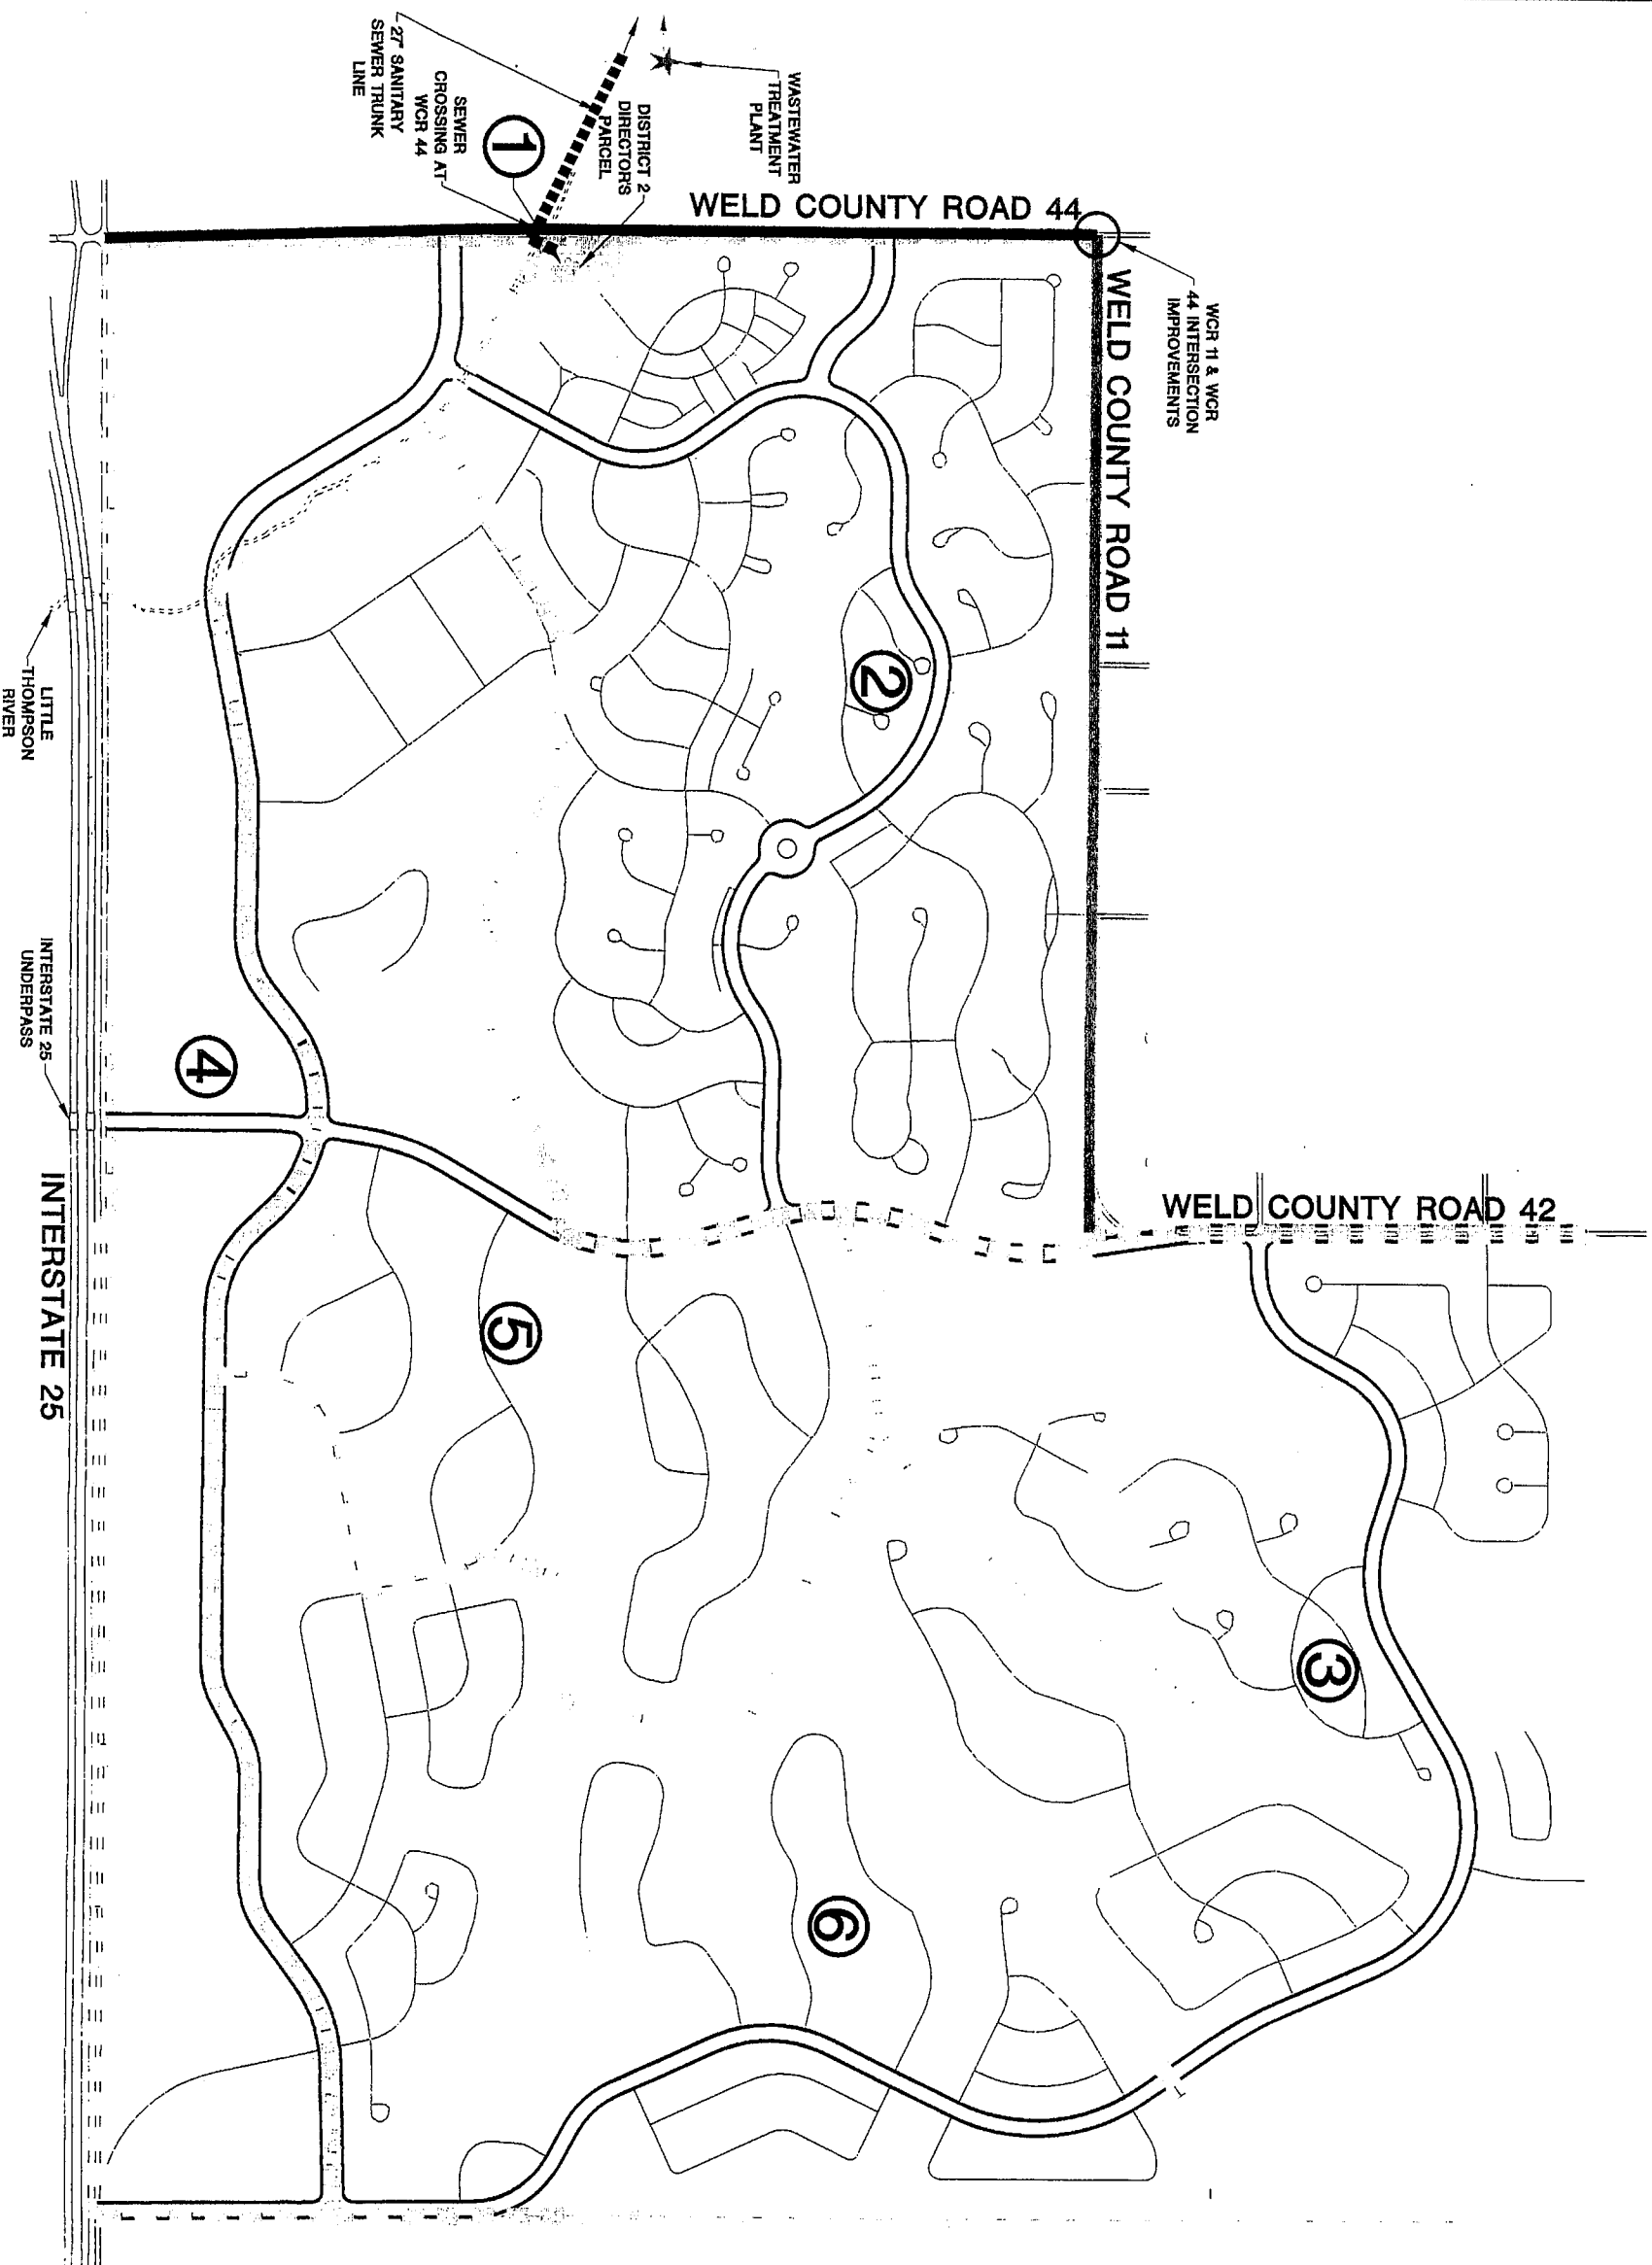 WASTEWATER
TREATMENT
PLANT
DISTRICT 2
DIRECTOR'S
PARCEL
27" SANITARY
SEWER TRUNK
LINE
SEWER
CROSSING AT
WCR 44
1
WELD COUNTY ROAD 44
WCR 11 & WCR
44 INTERSECTION
IMPROVEMENTS
WELD COUNTY ROAD 11
2
LITTLE
THOMPSON
RIVER
INTERSTATE 25
UNDERPASS
4
INTERSTATE 25
WELD COUNTY ROAD 42
5
3
6